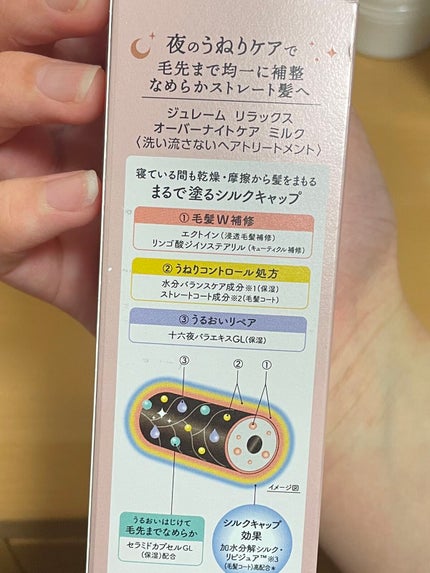 夜のうねりケアで
毛先まで均一に補整
なめらかストレート髪へ
ジュレーム リラックス
オーバーナイトケア ミルク
〈洗い流さないヘアトリートメント〉
寝ている間も乾燥・摩擦から髪をまもる
まるで塗るシルクキャップ
①毛髪W補修
エクトイン(浸透毛髪補修)
リンゴ酸ジイソステアリル(キューティクル補修)
②うねりコントロール処方
水分バランスケア成分※1(保湿)
ストレートコート成分※2(毛髪コート)
③うるおいリペア
十六夜バラエキスGL(保湿)
③ ② ①
イメージ図
うるおいはじけて
毛先までなめらか
セラミドカプセルGL
(保湿)配合
シルクキャップ
効果
加水分解シルク・
リピジュア™※3
(毛髪コート)高配合★